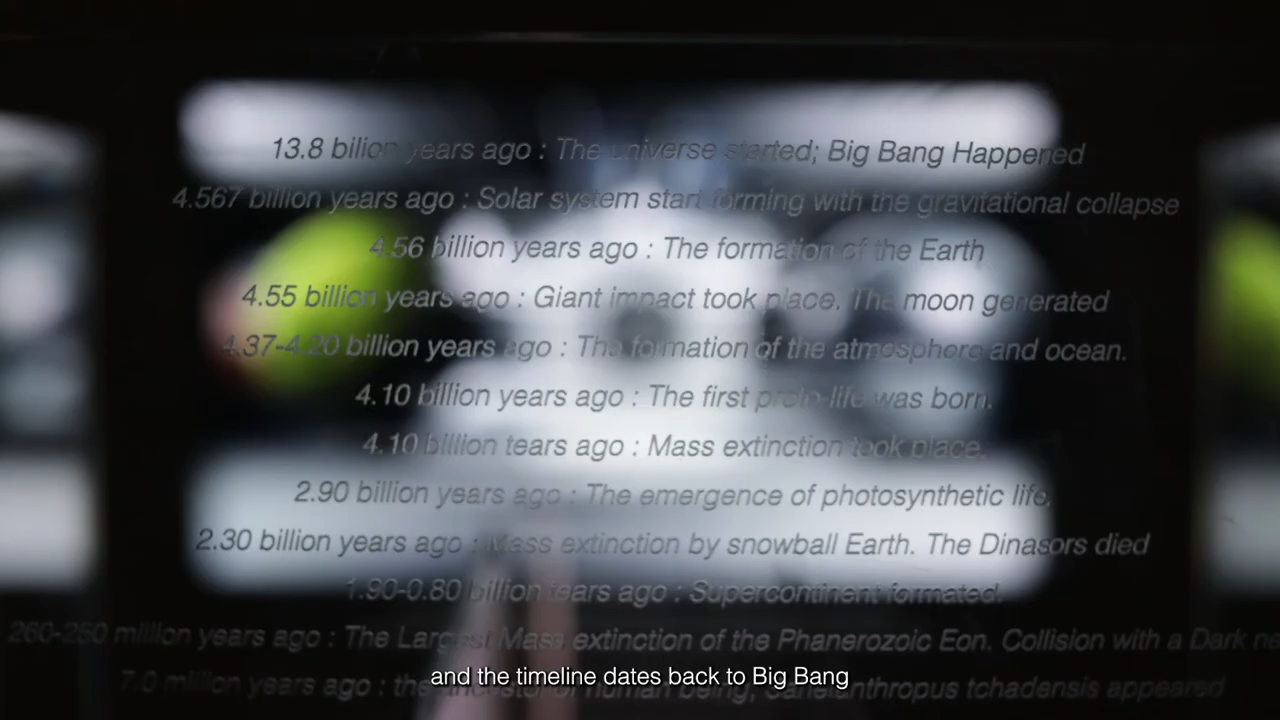 13.8 bilion years ago : The universe started; Big Bang Happened
4.567 billion years ago : Solar system start forming with the gravitational collapse
4.56 billion years ago : The formation of the Earth
4.55 billion years ago : Giant impact took place. The moon generated
4.37-4.20 billion years ago : The formation of the atmosphere and ocean.
4.10 billion years ago : The first proto-life was born.
4.10 billion tears ago : Mass extinction took place.
2.90 billion years ago : The emergence of photosynthetic life,
2.30 billion years ago : Mass extinction by snowball Earth. The Dinasors died
1.90-0.80 billion tears ago : Supercontinent formated.
260-250 million years ago : The Largest Mass extinction of the Phanerozoic Eon. Collision with a Dark
7.0 million years ago : the ancestor of human being, tchadensis appeared
and the timeline dates back to Big Bang